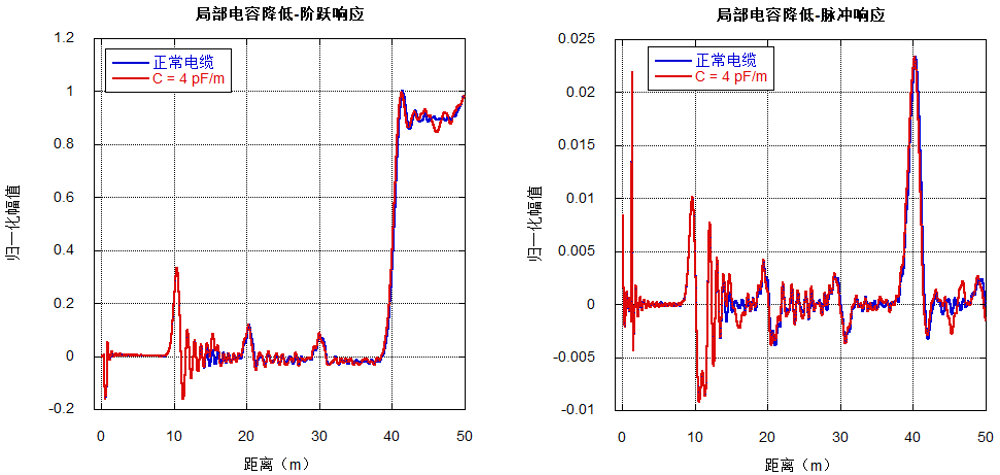 局部电容降低-阶跃响应
1.2
1
0.8
0.6
0.4
0.2
0
-0.2
归一化幅值
正常电缆
C = 4 pF/m
0 10 20 30 40 50
距离（m）
局部电容降低-脉冲响应
0.025
0.02
0.015
0.01
0.005
0
-0.005
-0.01
归一化幅值
正常电缆
C = 4 pF/m
0 10 20 30 40 50
距离（m）